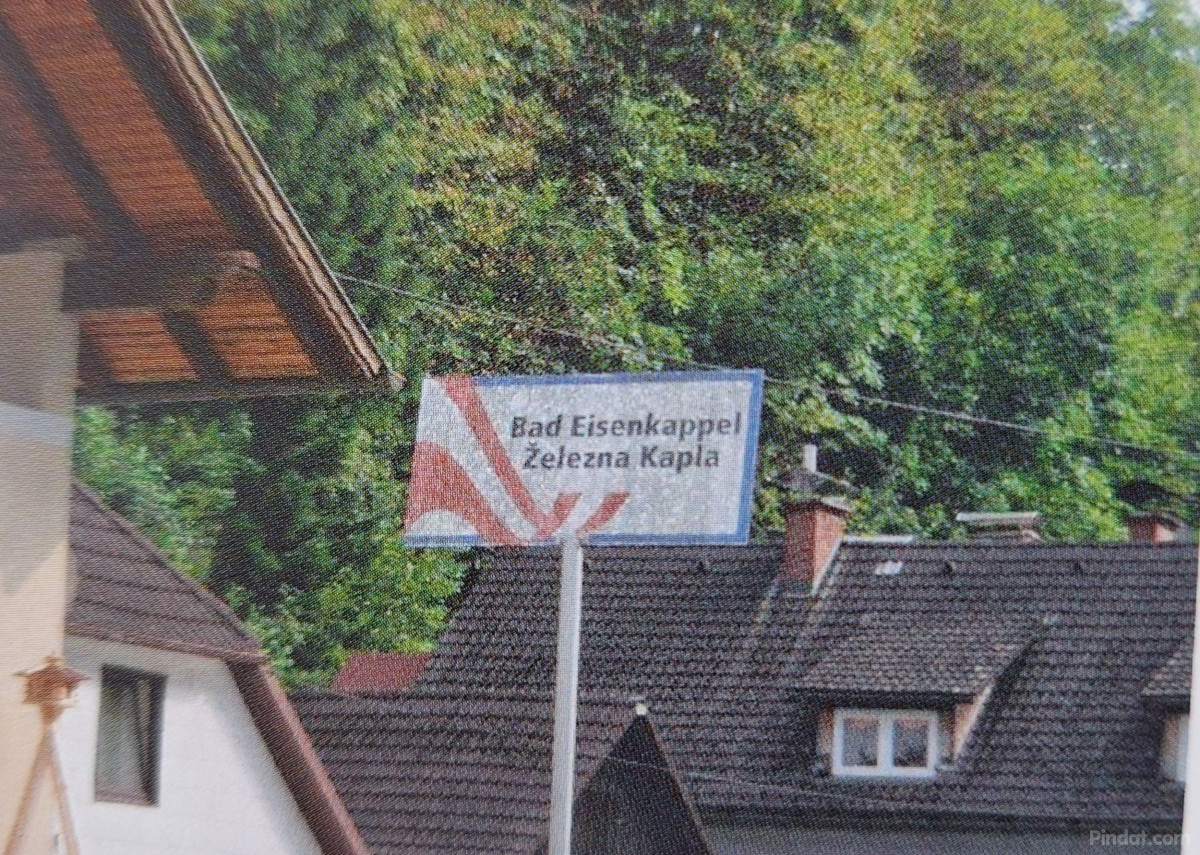 Bad Eisenkappel
Železna Kapla
Pindat.com